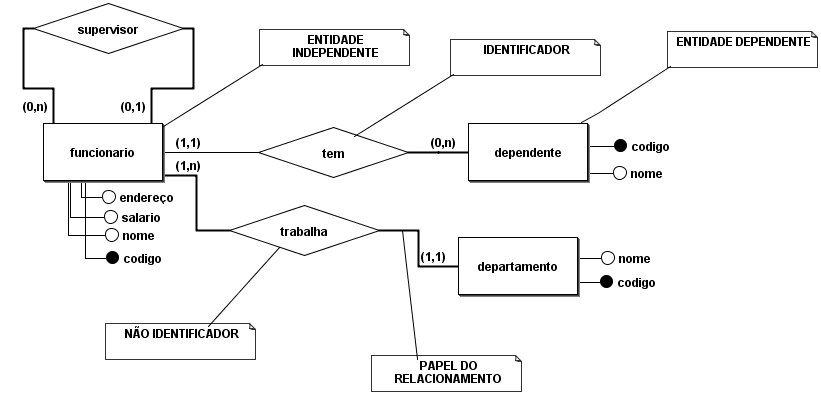 supervisor
ENTIDADE
INDEPENDENTE
IDENTIFICADOR
ENTIDADE DEPENDENTE
(0,n)
(0,1)
funcionario
(1,1)
tem
(0,n)
dependente
codigo
nome
(1,n)
endereço
salario
nome
codigo
trabalha
(1,1)
departamento
nome
codigo
NÃO IDENTIFICADOR
PAPEL DO
RELACIONAMENTO